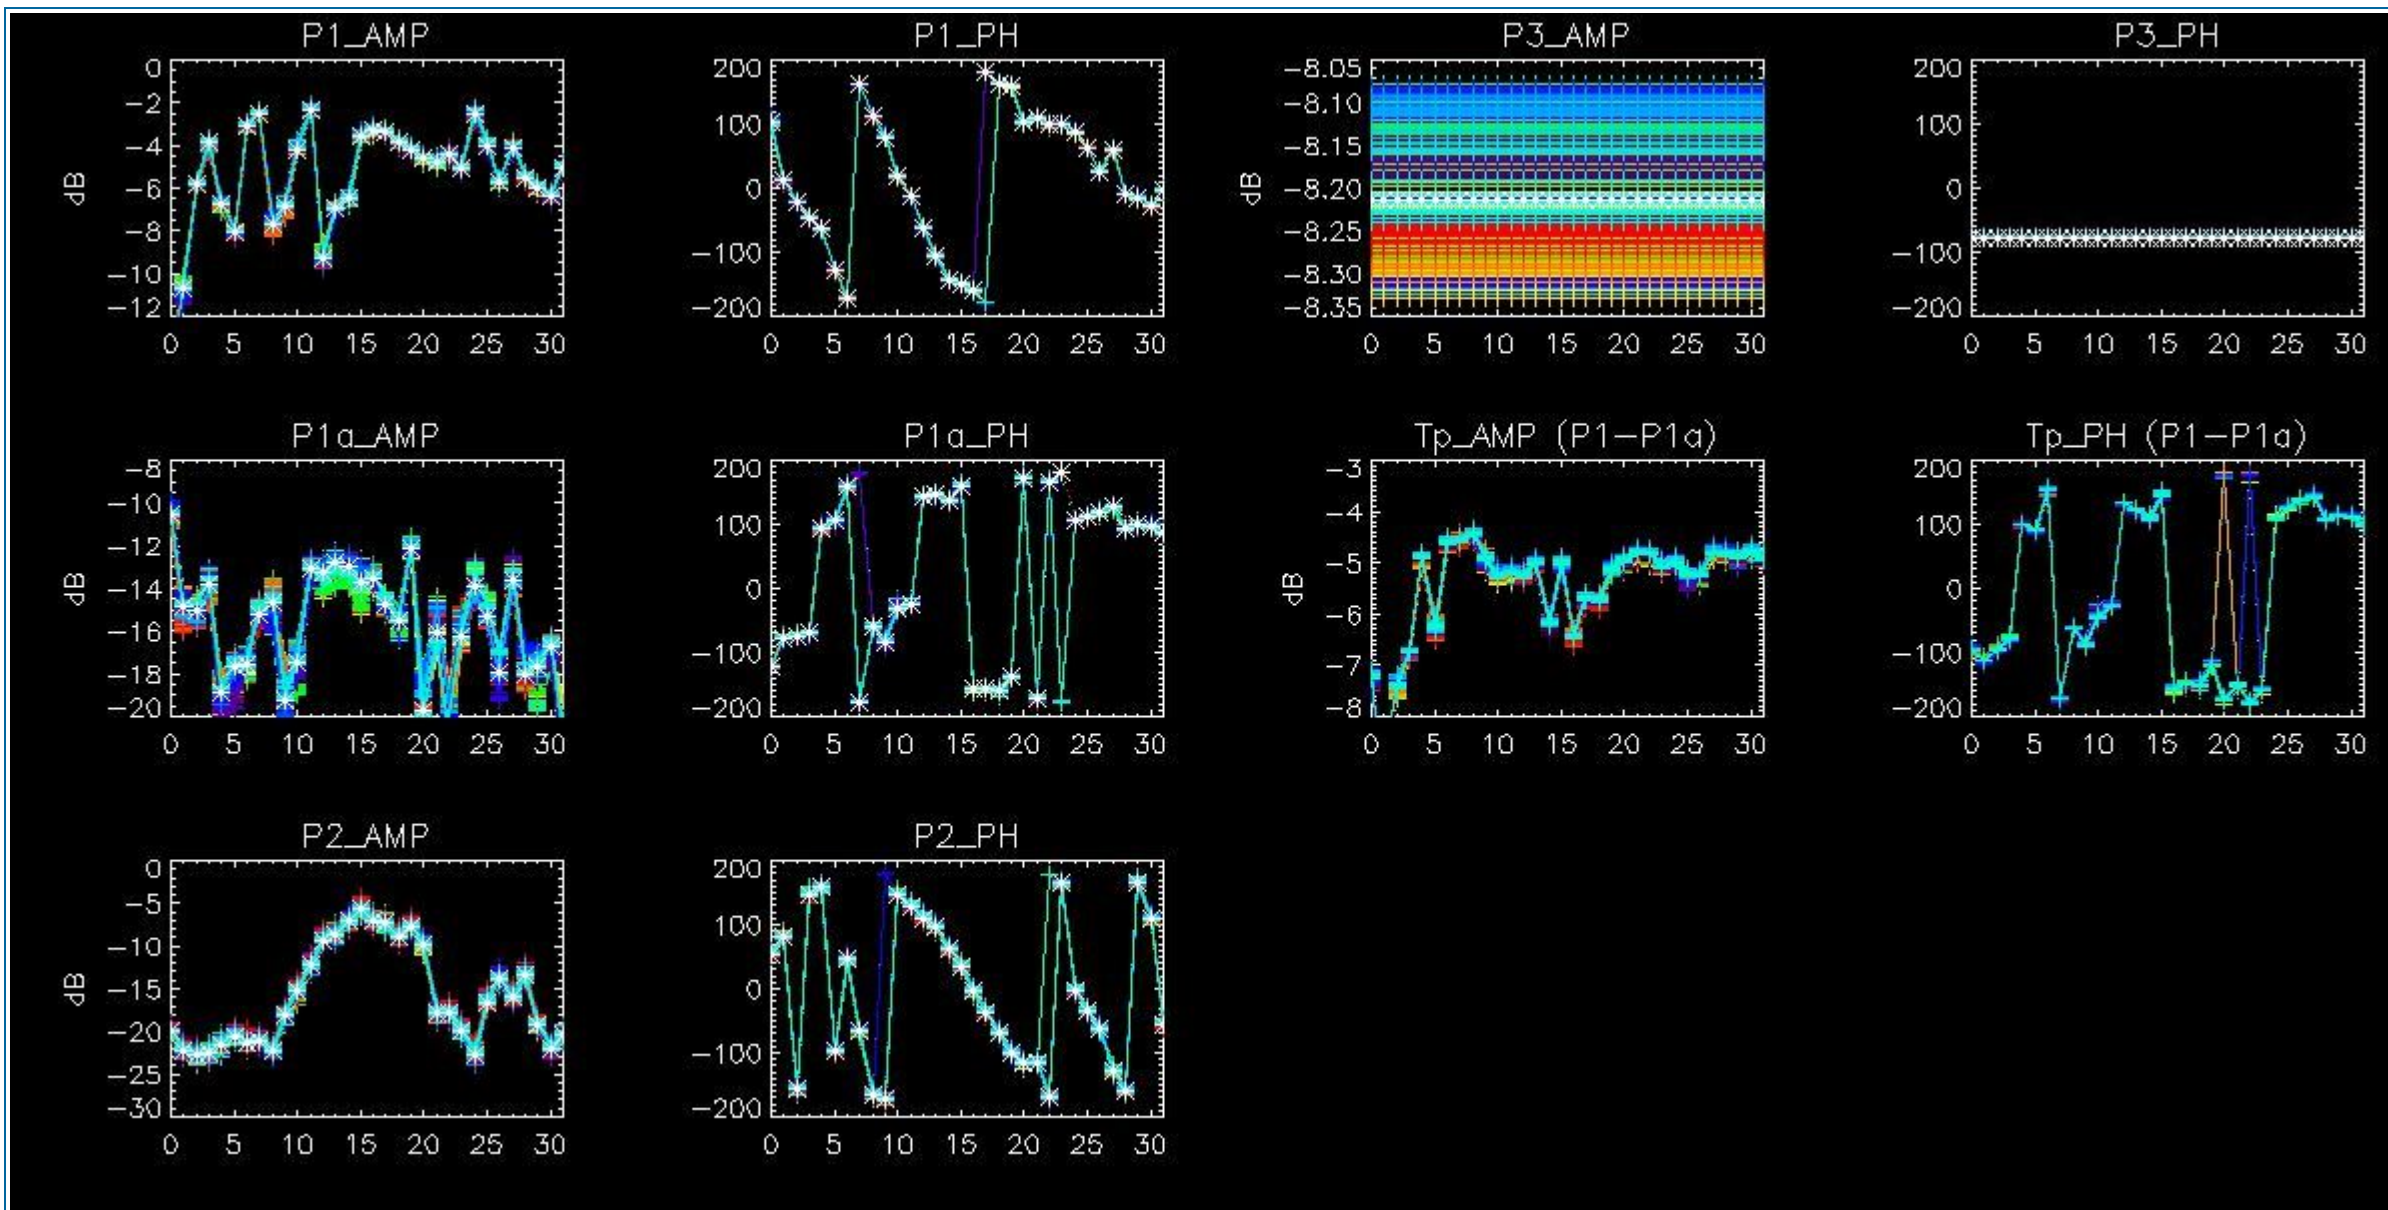 P1_AMP
0
−2
−4
−6
−8
−10
−12
dB
0 5 10 15 20 25 30
P1_PH
200
100
0
−100
−200
0 5 10 15 20 25 30
P3_AMP
−8.05
−8.10
−8.15
−8.20
−8.25
−8.30
−8.35
dB
0 5 10 15 20 25 30
P3_PH
200
100
0
−100
−200
0 5 10 15 20 25 30
P1a_AMP
−8
−10
−12
−14
−16
−18
−20
dB
0 5 10 15 20 25 30
P1a_PH
200
100
0
−100
−200
0 5 10 15 20 25 30
Tp_AMP (P1−P1a)
−3
−4
−5
−6
−7
−8
dB
0 5 10 15 20 25 30
Tp_PH (P1−P1a)
200
100
0
−100
−200
0 5 10 15 20 25 30
P2_AMP
0
−5
−10
−15
−20
−25
−30
dB
0 5 10 15 20 25 30
P2_PH
200
100
0
−100
−200
0 5 10 15 20 25 30